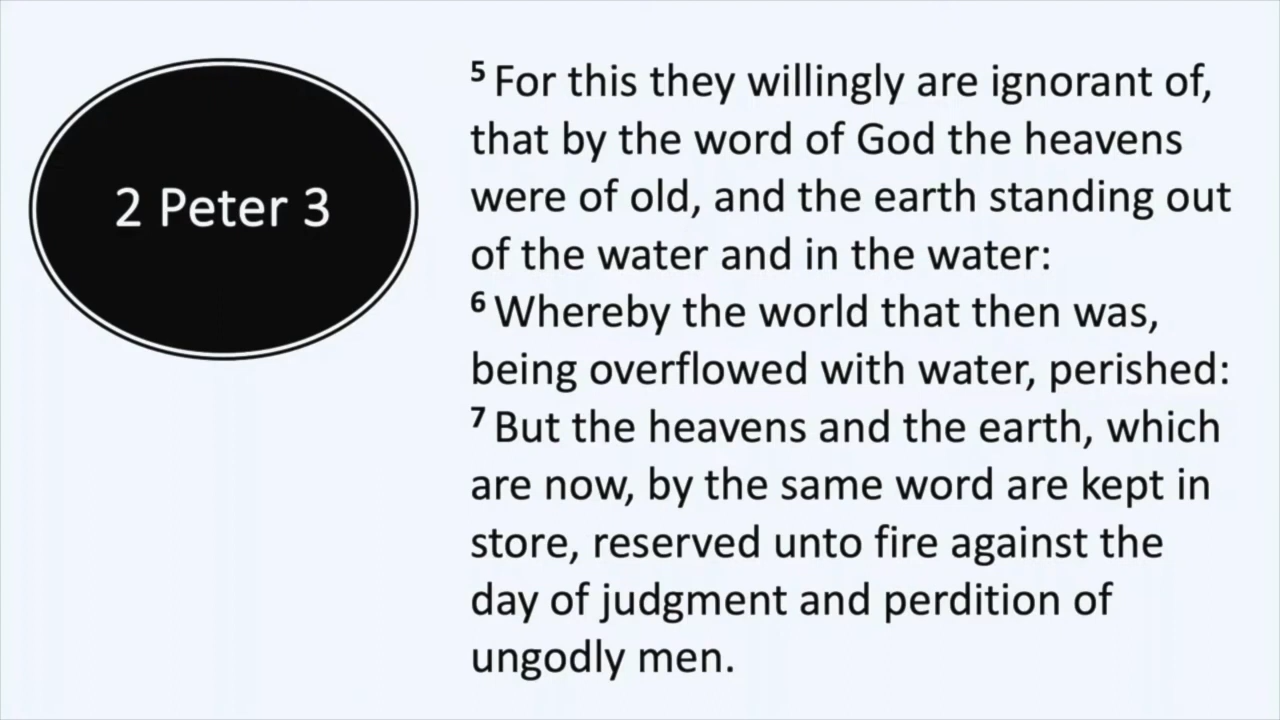 2 Peter 3
⁵ For this they willingly are ignorant of,
that by the word of God the heavens
were of old, and the earth standing out
of the water and in the water:
⁶ Whereby the world that then was,
being overflowed with water, perished:
⁷ But the heavens and the earth, which
are now, by the same word are kept in
store, reserved unto fire against the
day of judgment and perdition of
ungodly men.